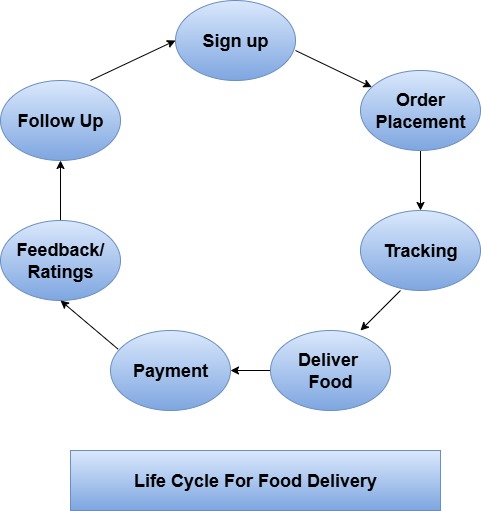 Sign up
Order
Placement
Tracking
Deliver
Food
Payment
Feedback/
Ratings
Follow Up
Life Cycle For Food Delivery